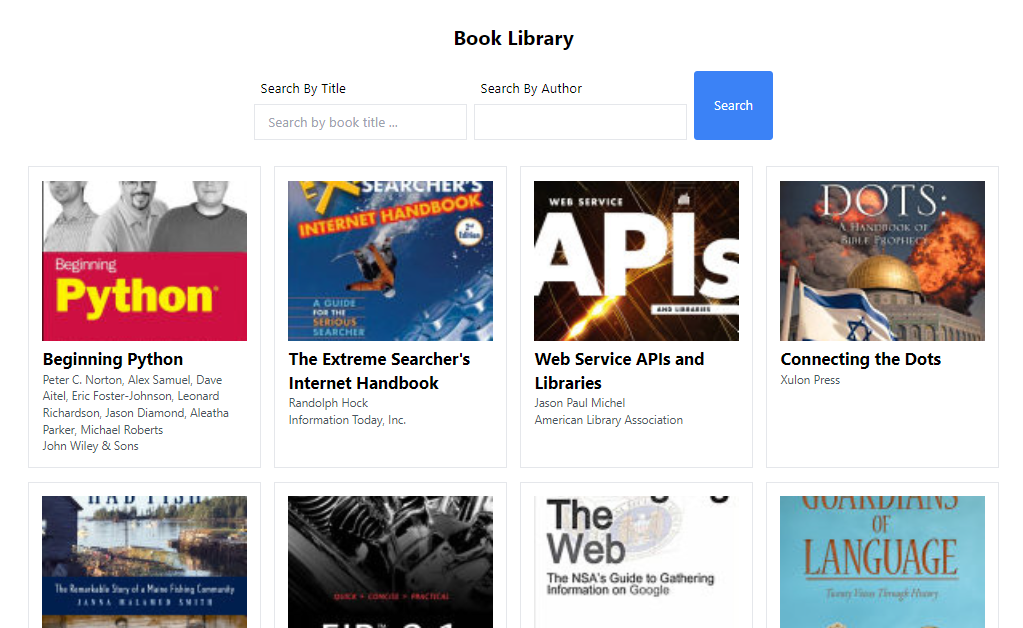 Book Library
Search By Title
Search By Author
Search by book title ...
Search
Beginning
Python
SEARCHER'S
INTERNET HANDBOOK
2nd
Edition
A GUIDE
FOR THE
SERIOUS
SEARCHER
WEB SERVICE
APIs
AND LIBRARIES
DOTS:
A HANDBOOK OF
BIBLE PROPHECY
Beginning Python
Peter C. Norton, Alex Samuel, Dave
Aitel, Eric Foster-Johnson, Leonard
Richardson, Jason Diamond, Aleatha
Parker, Michael Roberts
John Wiley & Sons
The Extreme Searcher's
Internet Handbook
Randolph Hock
Information Today, Inc.
Web Service APIs and
Libraries
Jason Paul Michel
American Library Association
Connecting the Dots
Xulon Press
The Remarkable Story of a Maine Fishing Community
JANNA MALAMUD SMITH
QUICK • CONCISE • PRACTICAL
The
Web
The NSA's Guide to Gathering
Information on Google
GUARDIANS
OF
LANGUAGE
Twenty Voices Through History